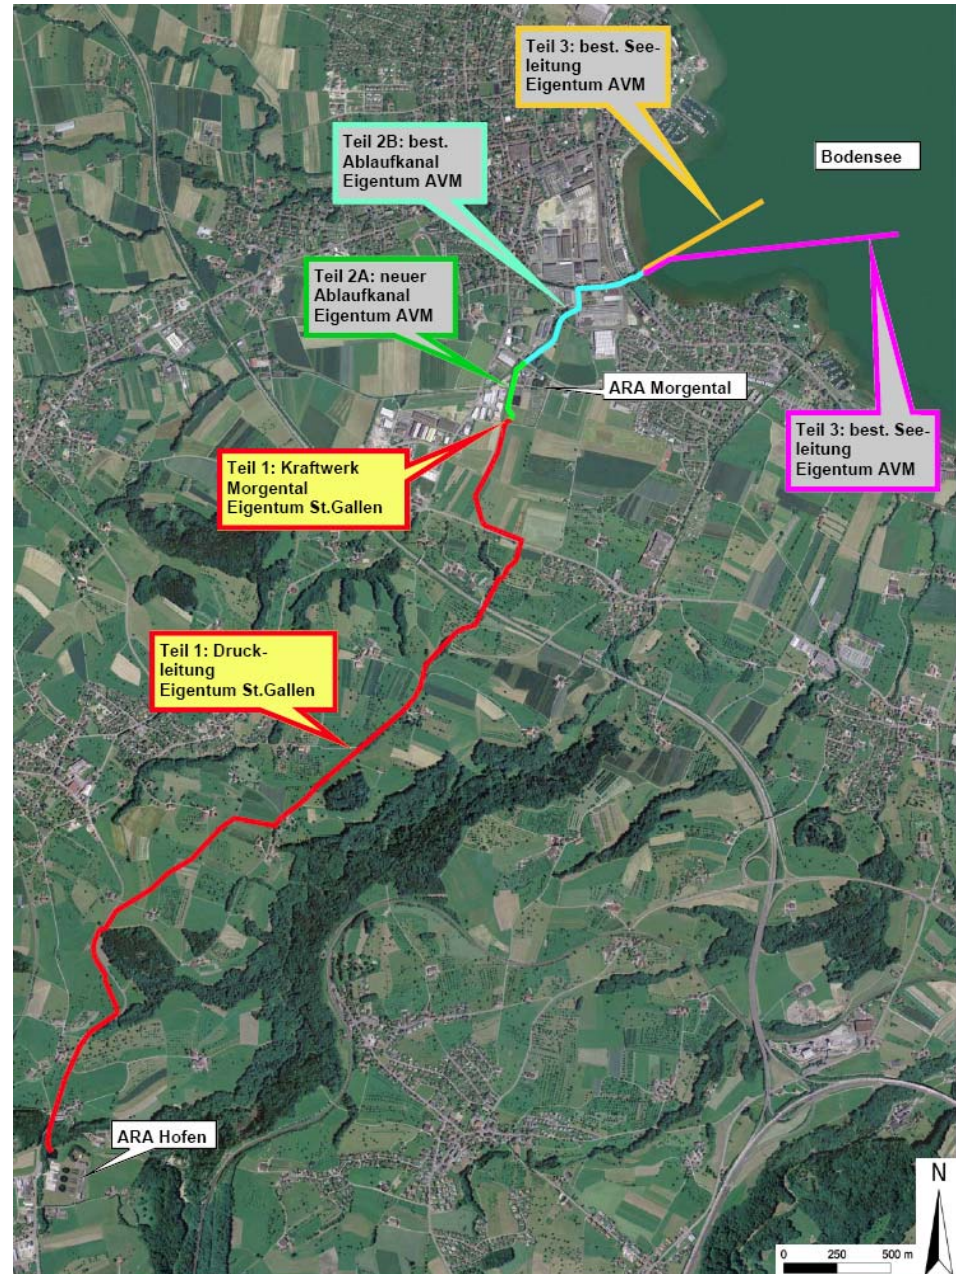 Teil 3: best. See-
leitung
Eigentum AVM
Teil 2B: best.
Ablaufkanal
Eigentum AVM
Bodensee
Teil 2A: neuer
Ablaufkanal
Eigentum AVM
ARA Morgental
Teil 3: best. See-
leitung
Eigentum AVM
Teil 1: Kraftwerk
Morgental
Eigentum St.Gallen
Teil 1: Druck-
leitung
Eigentum St.Gallen
ARA Hofen
N
0 250 500 m